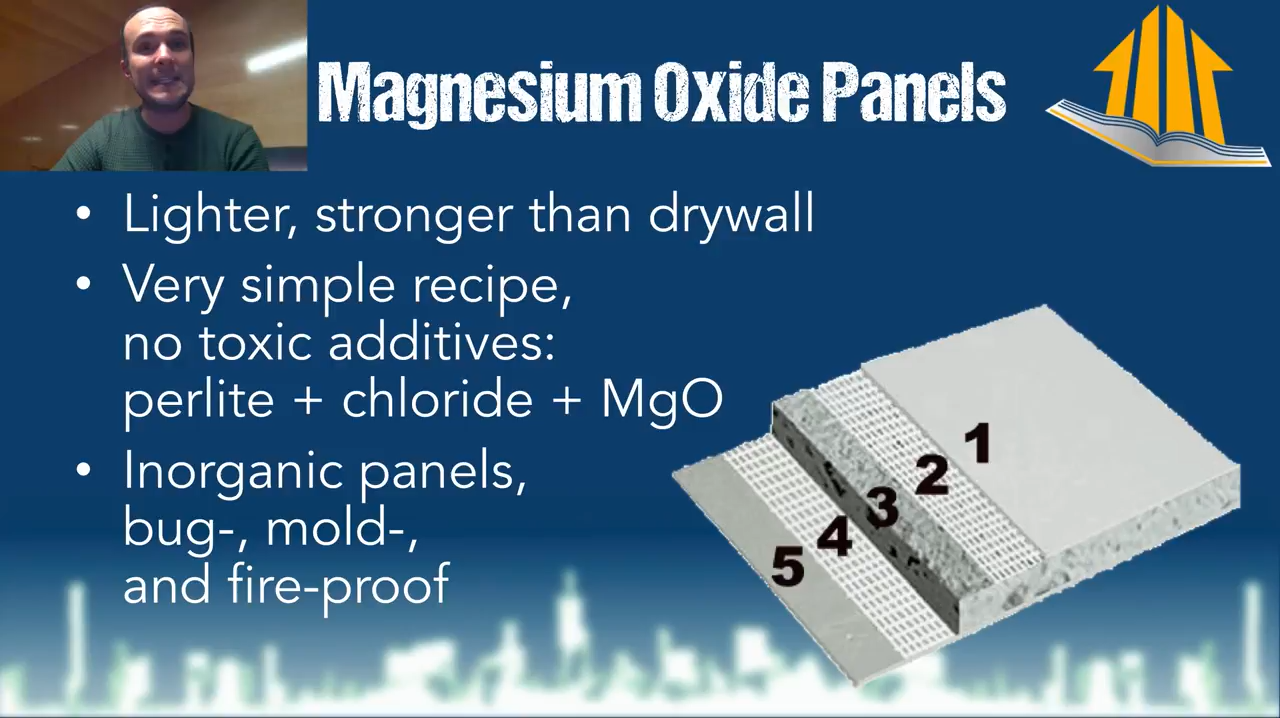 Magnesium Oxide Panels
• Lighter, stronger than drywall
• Very simple recipe,
no toxic additives:
perlite + chloride + MgO
• Inorganic panels,
bug-, mold-,
and fire-proof
1
2
3
4
5